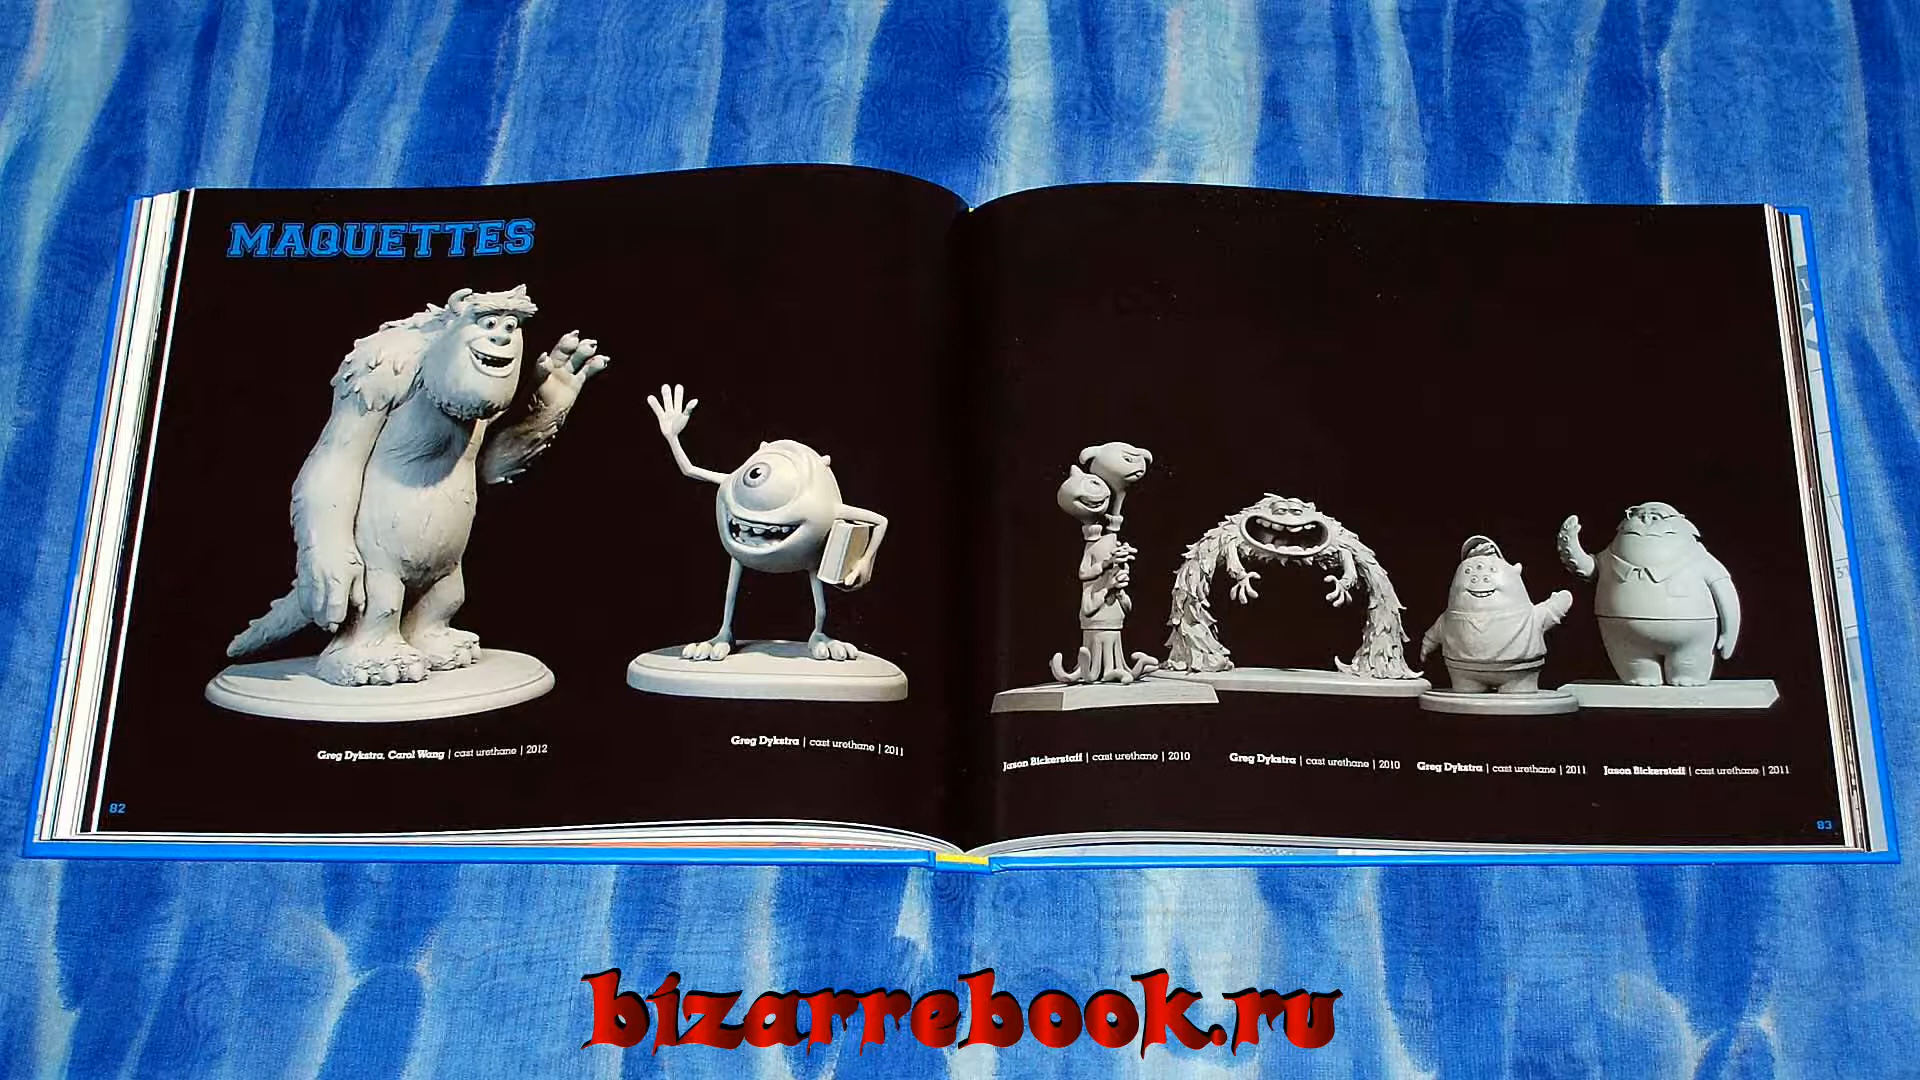 MAQUETTES
Greg Dykstra, Carol Wang | cast urethane | 2012
Greg Dykstra | cast urethane | 2011
82
Jason Bickerstaff | cast urethane | 2010
Greg Dykstra | cast urethane | 2010
Greg Dykstra | cast urethane | 2011
Jason Bickerstaff | cast urethane | 2011
83
bizarrebook.ru